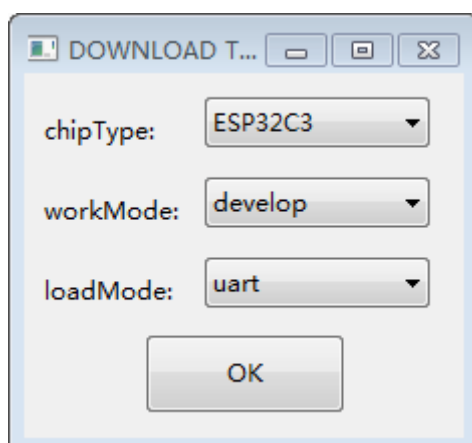 DOWNLOAD T...
chipType: ESP32C3
workMode: develop
loadMode: uart
OK